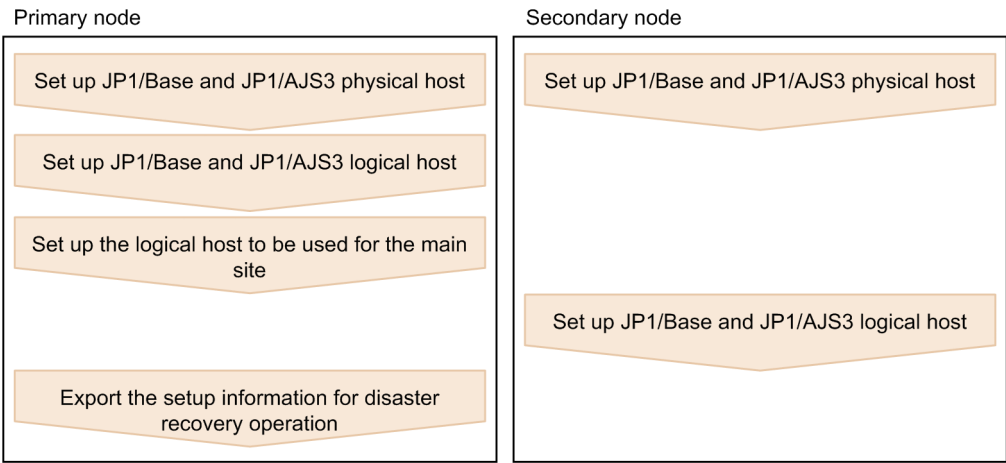 Primary node
Set up JP1/Base and JP1/AJS3 physical host
Set up JP1/Base and JP1/AJS3 logical host
Set up the logical host to be used for the main
site
Export the setup information for disaster
recovery operation
Secondary node
Set up JP1/Base and JP1/AJS3 physical host
Set up JP1/Base and JP1/AJS3 logical host